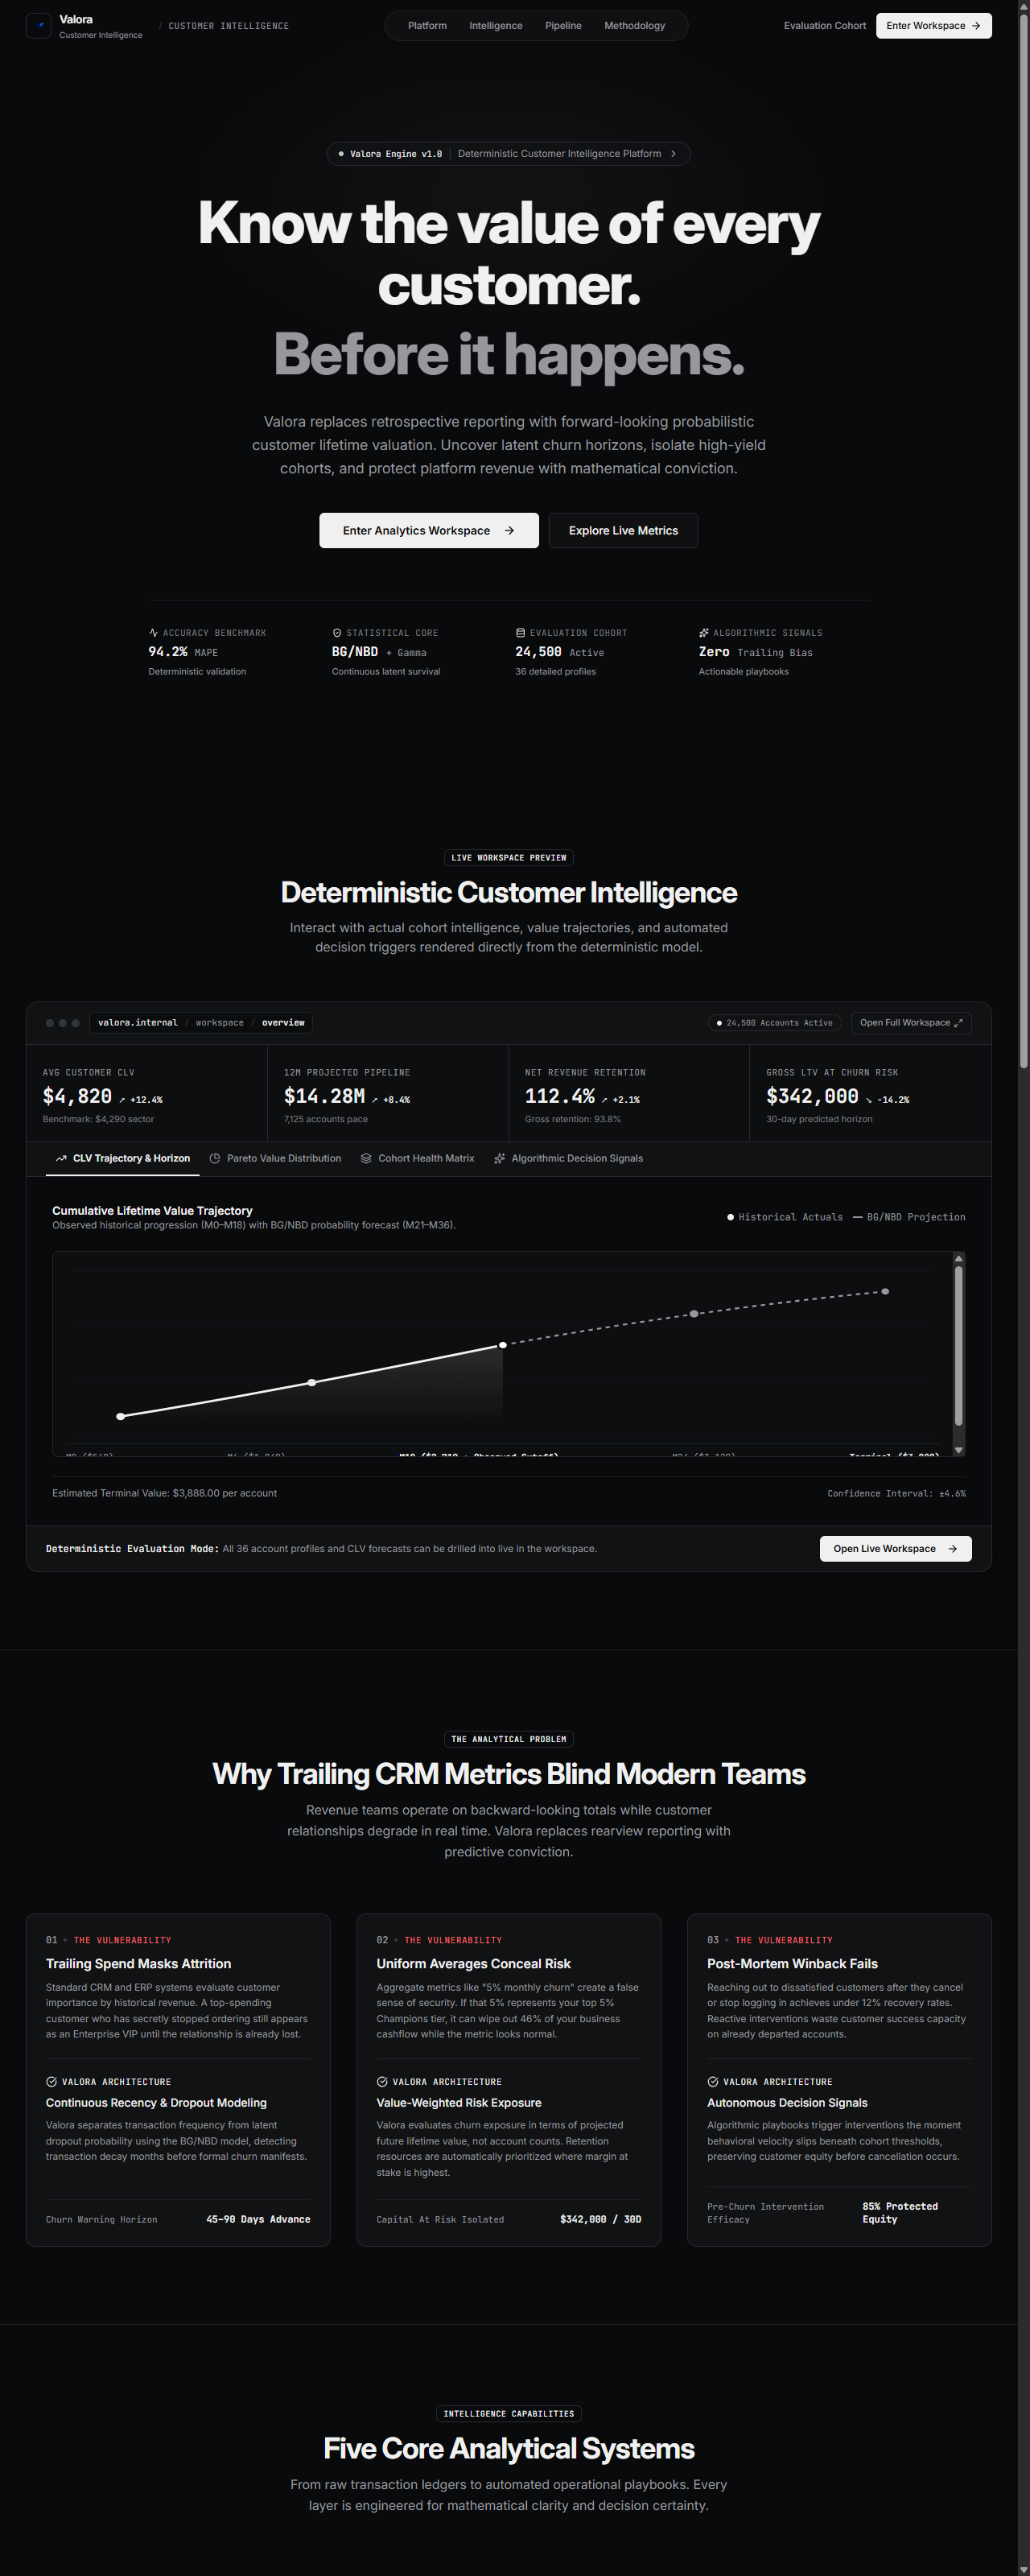 Valora
Customer Intelligence
/ CUSTOMER INTELLIGENCE
Platform
Intelligence
Pipeline
Methodology
Evaluation Cohort
Enter Workspace
Valora Engine v1.0
Deterministic Customer Intelligence Platform
Know the value of every
customer.
Before it happens.
Valora replaces retrospective reporting with forward-looking probabilistic
customer lifetime valuation. Uncover latent churn horizons, isolate high-yield
cohorts, and protect platform revenue with mathematical conviction.
Enter Analytics Workspace
Explore Live Metrics
ACCURACY BENCHMARK
94.2% MAPE
Deterministic validation
STATISTICAL CORE
BG/NBD + Gamma
Continuous latent survival
EVALUATION COHORT
24,500 Active
36 detailed profiles
ALGORITHMIC SIGNALS
Zero Trailing Bias
Actionable playbooks
LIVE WORKSPACE PREVIEW
Deterministic Customer Intelligence
Interact with actual cohort intelligence, value trajectories, and automated
decision triggers rendered directly from the deterministic model.
valora.internal / workspace / overview
24,500 Accounts Active
Open Full Workspace
AVG CUSTOMER CLV
$4,820 ↗ +12.4%
Benchmark: $4,290 sector
12M PROJECTED PIPELINE
$14.28M ↗ +8.4%
7,125 accounts pace
NET REVENUE RETENTION
112.4% ↗ +2.1%
Gross retention: 93.8%
GROSS LTV AT CHURN RISK
$342,000 ↘ -14.2%
30-day predicted horizon
CLV Trajectory & Horizon
Pareto Value Distribution
Cohort Health Matrix
Algorithmic Decision Signals
Cumulative Lifetime Value Trajectory
Observed historical progression (M0–M18) with BG/NBD probability forecast (M21–M36).
Historical Actuals
BG/NBD Projection
Estimated Terminal Value: $3,888.00 per account
Confidence Interval: ±4.6%
Deterministic Evaluation Mode: All 36 account profiles and CLV forecasts can be drilled into live in the workspace.
Open Live Workspace
THE ANALYTICAL PROBLEM
Why Trailing CRM Metrics Blind Modern Teams
Revenue teams operate on backward-looking totals while customer
relationships degrade in real time. Valora replaces rearview reporting with
predictive conviction.
01 • THE VULNERABILITY
Trailing Spend Masks Attrition
Standard CRM and ERP systems evaluate customer
importance by historical revenue. A top-spending
customer who has secretly stopped ordering still appears
as an Enterprise VIP until the relationship is already lost.
VALORA ARCHITECTURE
Continuous Recency & Dropout Modeling
Valora separates transaction frequency from latent
dropout probability using the BG/NBD model, detecting
transaction decay months before formal churn manifests.
Churn Warning Horizon
45–90 Days Advance
02 • THE VULNERABILITY
Uniform Averages Conceal Risk
Aggregate metrics like "5% monthly churn" create a false
sense of security. If that 5% represents your top 5%
Champions tier, it can wipe out 46% of your business
cashflow while the metric looks normal.
VALORA ARCHITECTURE
Value-Weighted Risk Exposure
Valora evaluates churn exposure in terms of projected
future lifetime value, not account counts. Retention
resources are automatically prioritized where margin at
stake is highest.
Capital At Risk Isolated
$342,000 / 30D
03 • THE VULNERABILITY
Post-Mortem Winback Fails
Reaching out to dissatisfied customers after they cancel
or stop logging in achieves under 12% recovery rates.
Reactive interventions waste customer success capacity
on already departed accounts.
VALORA ARCHITECTURE
Autonomous Decision Signals
Algorithmic playbooks trigger interventions the moment
behavioral velocity slips beneath cohort thresholds,
preserving customer equity before cancellation occurs.
Pre-Churn Intervention
Efficacy
85% Protected
Equity
INTELLIGENCE CAPABILITIES
Five Core Analytical Systems
From raw transaction ledgers to automated operational playbooks. Every
layer is engineered for mathematical clarity and decision certainty.